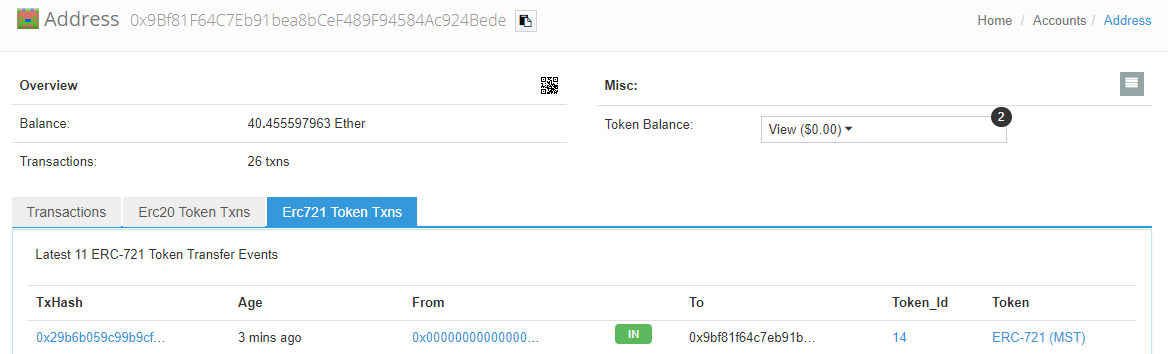 Address 0x9Bf81F64C7Eb91bea8bCeF489F94584Ac924Bede Home / Accounts / Address
Overview Misc:
Balance: 40.455597963 Ether Token Balance: View ($0.00) 2
Transactions: 26 txns
Transactions Erc20 Token Txns Erc721 Token Txns
Latest 11 ERC-721 Token Transfer Events
TxHash Age From To Token_Id Token
0x29b6b059c99b9cf... 3 mins ago 0x00000000000000... IN 0x9bf81f64c7eb91b... 14 ERC-721 (MST)